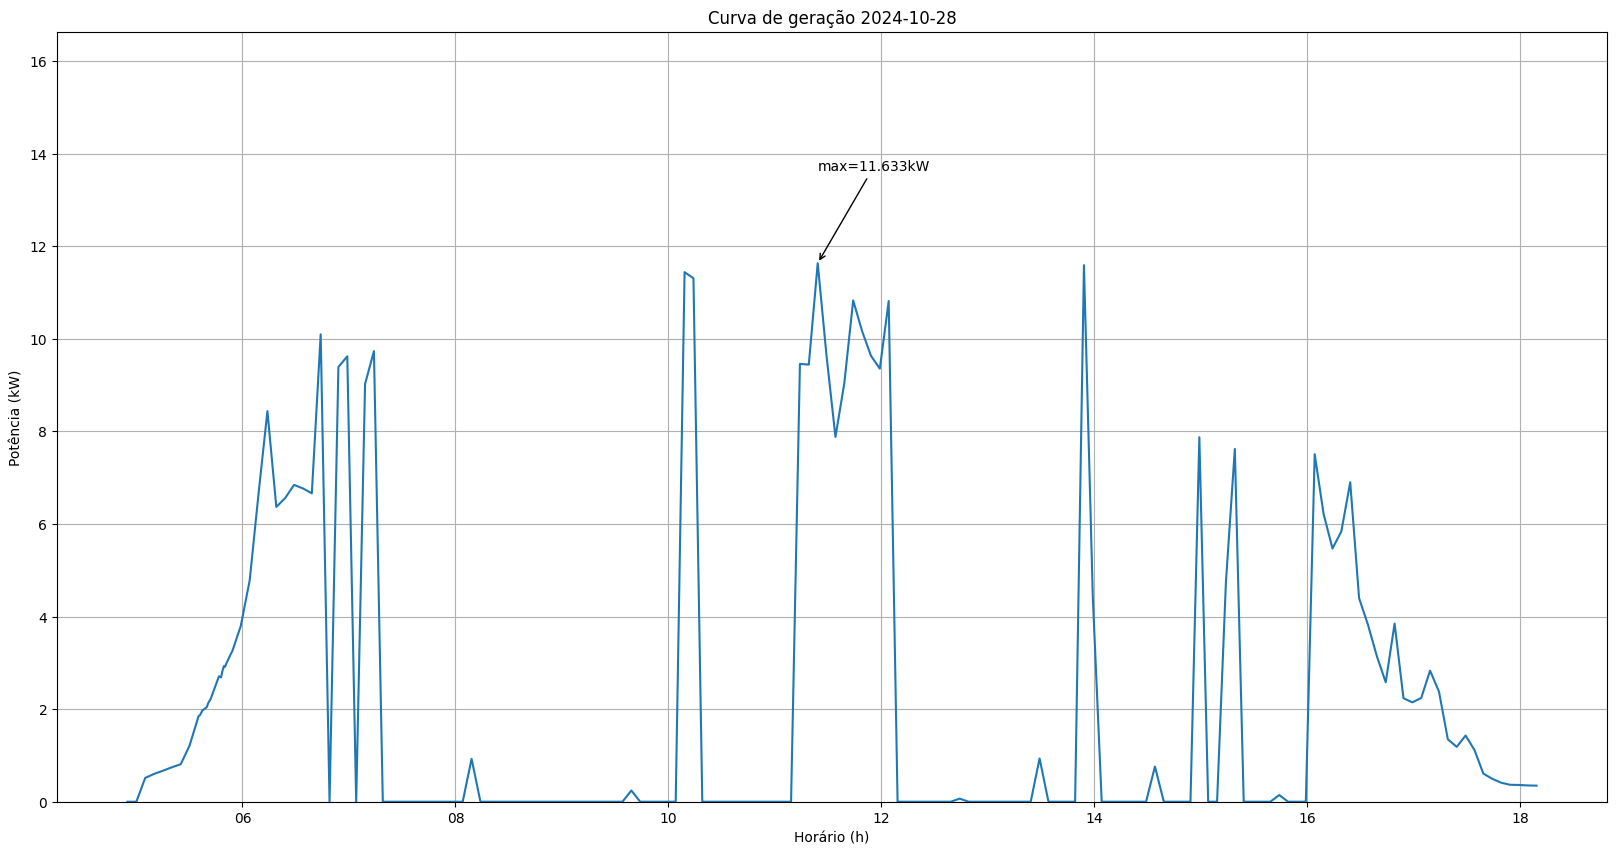 Curva de geração 2024-10-28
16
14
max=11.633kW
12
10
8
6
4
2
0
Potência (kW)
06 08 10 12 14 16 18
Horário (h)